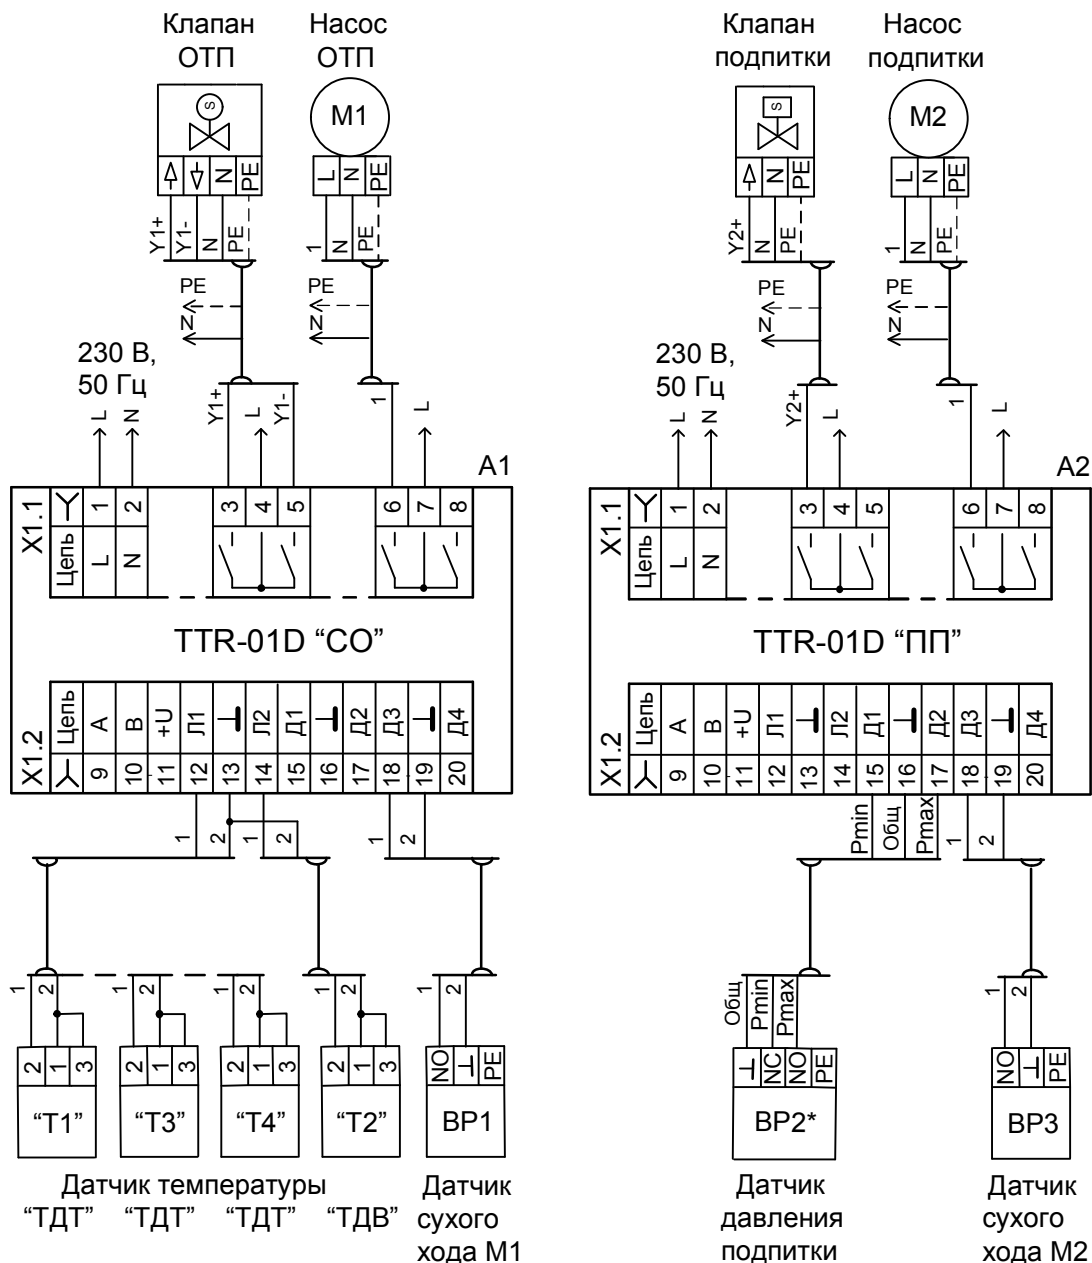 Клапан ОТП
Насос ОТП
Клапан подпитки
Насос подпитки
S
M1
S
M2
N PE
L N PE
N PE
L N PE
Y1+ Y1- N PE
1 N PE
Y2+ N PE
1 N PE
PE
N
PE
N
PE
N
PE
N
230 В,
50 Гц
L N
Y1+ L Y1-
1 L
230 В,
50 Гц
L N
Y2+ L
1 L
A1
X1.1
1 2 3 4 5 6 7 8
Цепь L N
TTR-01D “СО”
X1.2
Цепь A B +U Л1 Л2 Д1 Д2 Д3 Д4
9 10 11 12 13 14 15 16 17 18 19 20
A2
X1.1
1 2 3 4 5 6 7 8
Цепь L N
TTR-01D “ПП”
X1.2
Цепь A B +U Л1 Л2 Д1 Д2 Д3 Д4
9 10 11 12 13 14 15 16 17 18 19 20
1 2 1 2
1 2
Pmin Общ Pmax
1 2
1 2
1 2
1 2
1 2
1 2
Общ Pmin Pmax
1 2
2 1 3
2 1 3
2 1 3
2 1 3
NO PE
NC NO PE
NO PE
“T1”
“T3”
“T4”
“T2”
BP1
BP2*
BP3
Датчик температуры
“ТДТ” “ТДТ” “ТДТ” “ТДВ”
Датчик
сухого
хода M1
Датчик
давления
подпитки
Датчик
сухого
хода M2